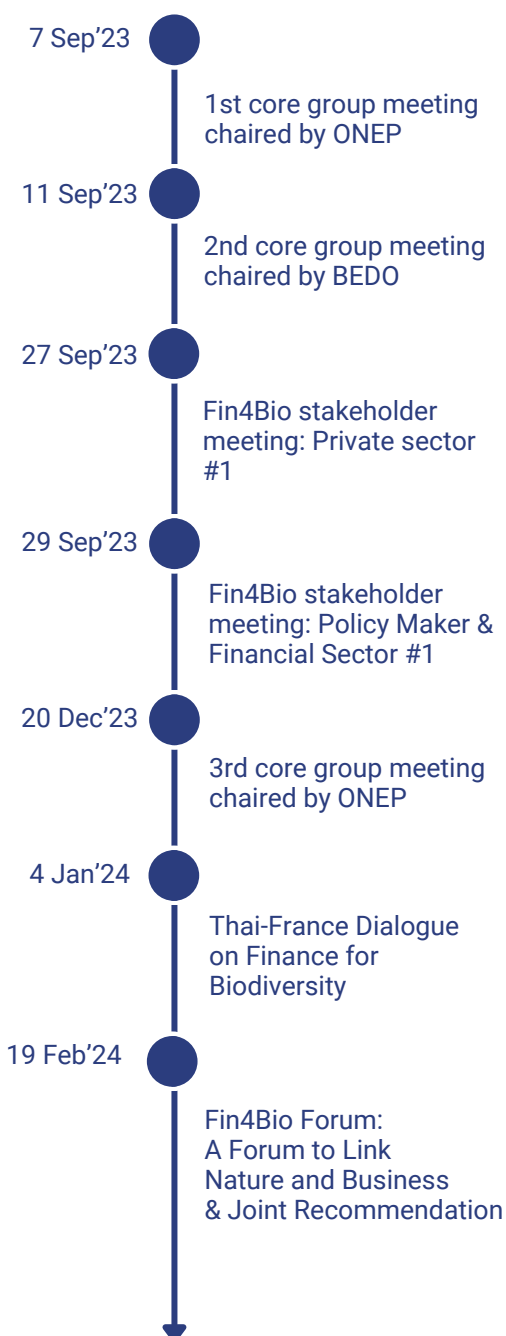 7 Sep’23
1st core group meeting
chaired by ONEP
11 Sep’23
2nd core group meeting
chaired by BEDO
27 Sep’23
Fin4Bio stakeholder
meeting: Private sector
#1
29 Sep’23
Fin4Bio stakeholder
meeting: Policy Maker &
Financial Sector #1
20 Dec’23
3rd core group meeting
chaired by ONEP
4 Jan’24
Thai-France Dialogue
on Finance for
Biodiversity
19 Feb’24
Fin4Bio Forum:
A Forum to Link
Nature and Business
& Joint Recommendation